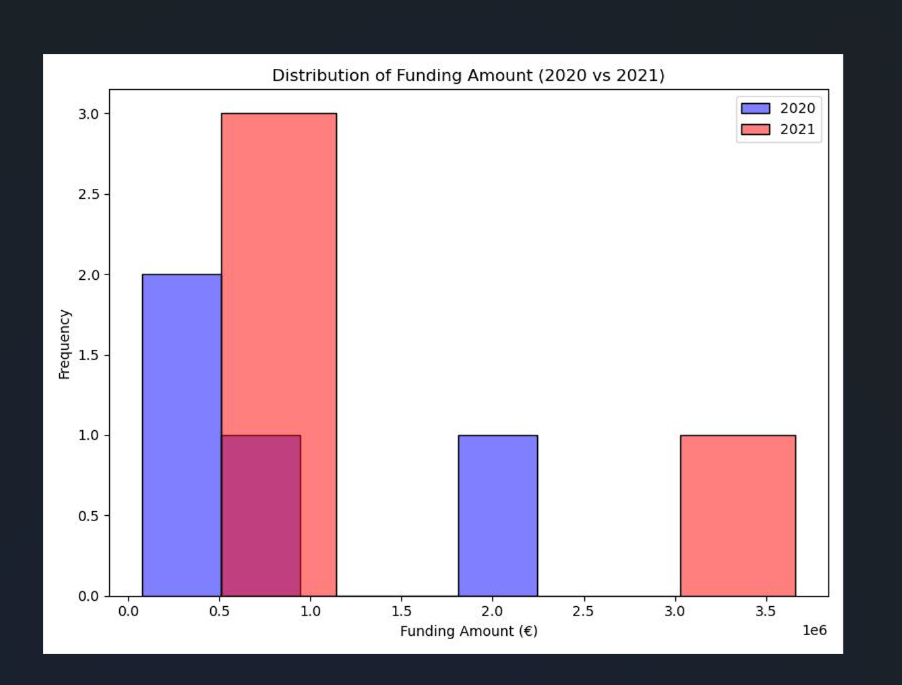 Distribution of Funding Amount (2020 vs 2021)
2020
2021
3.0
2.5
2.0
1.5
1.0
0.5
0.0
Frequency
0.0 0.5 1.0 1.5 2.0 2.5 3.0 3.5
1e6
Funding Amount (€)